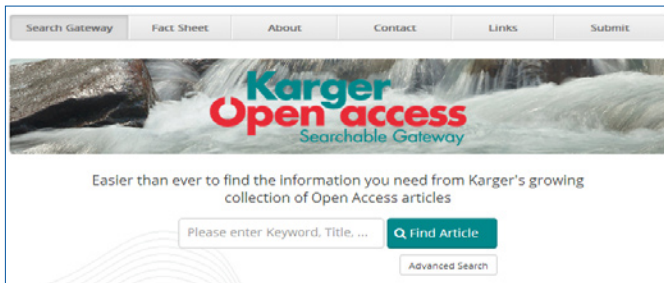 Search Gateway
Fact Sheet
About
Contact
Links
Submit
Karger
Open access
Searchable Gateway
Easier than ever to find the information you need from Karger's growing
collection of Open Access articles
Please enter Keyword, Title, ...
Find Article
Advanced Search